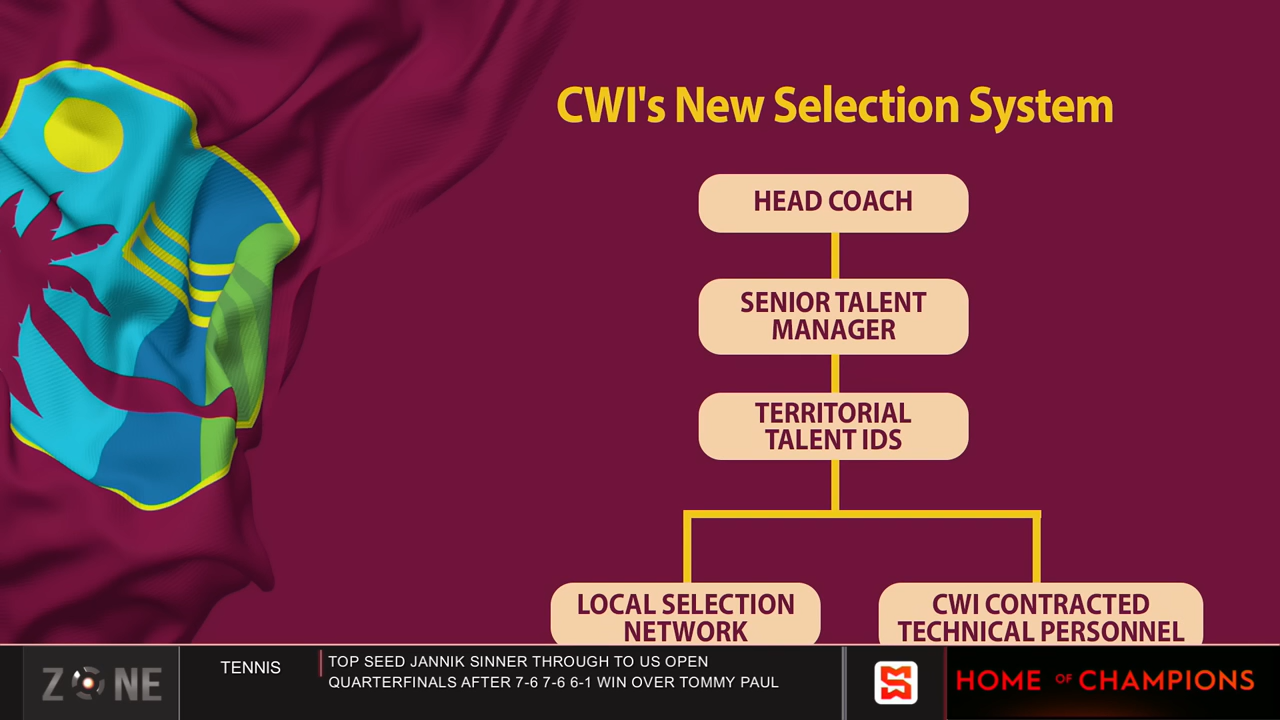 CWI's New Selection System
HEAD COACH
SENIOR TALENT
MANAGER
TERRITORIAL
TALENT IDS
LOCAL SELECTION
NETWORK
CWI CONTRACTED
TECHNICAL PERSONNEL
ZONE
TENNIS
TOP SEED JANNIK SINNER THROUGH TO US OPEN
QUARTERFINALS AFTER 7-6 7-6 6-1 WIN OVER TOMMY PAUL
HOME OF CHAMPIONS